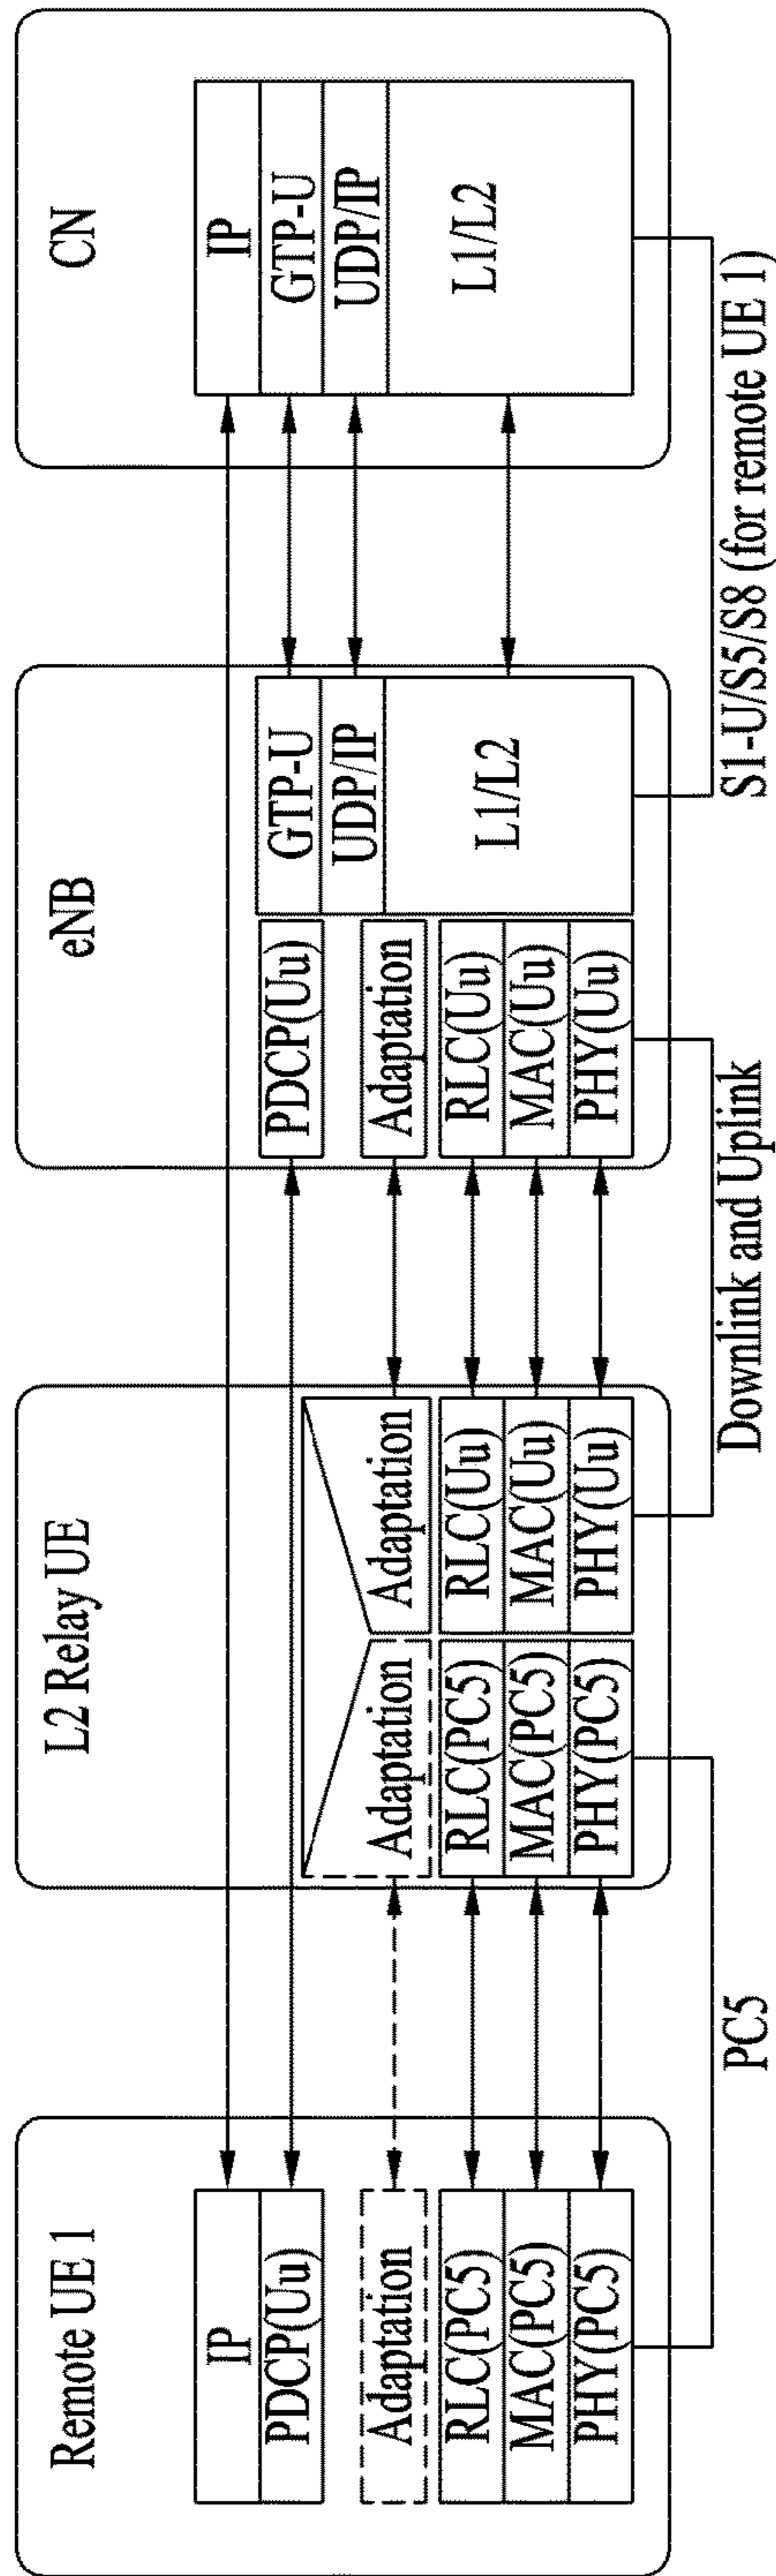 Remote UE 1
IP
PDCP(Uu)
Adaptation
RLC(PC5)
MAC(PC5)
PHY(PC5)
PC5
L2 Relay UE
Adaptation
Adaptation
RLC(PC5)
RLC(Uu)
MAC(PC5)
MAC(Uu)
PHY(PC5)
PHY(Uu)
Downlink and Uplink
eNB
PDCP(Uu)
GTP-U
Adaptation
UDP/IP
RLC(Uu)
MAC(Uu)
PHY(Uu)
L1/L2
S1-U/S5/S8 (for remote UE 1)
CN
IP
GTP-U
UDP/IP
L1/L2